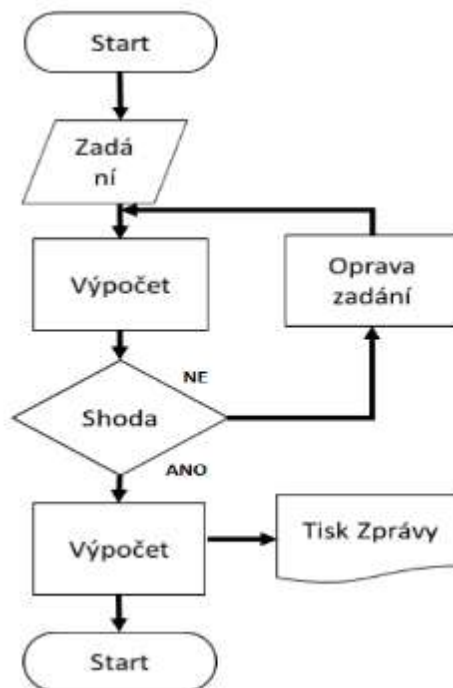 Start
Zadá
ní
Výpočet
Oprava
zadání
NE
Shoda
ANO
Výpočet
Tisk Zprávy
Start